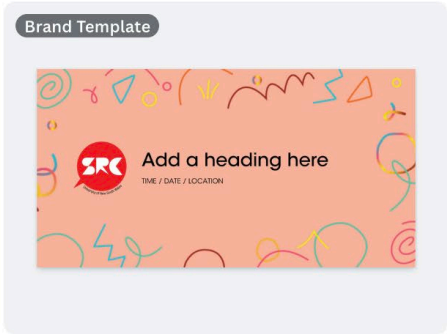 Brand Template
SRC
Add a heading here
TIME / DATE / LOCATION